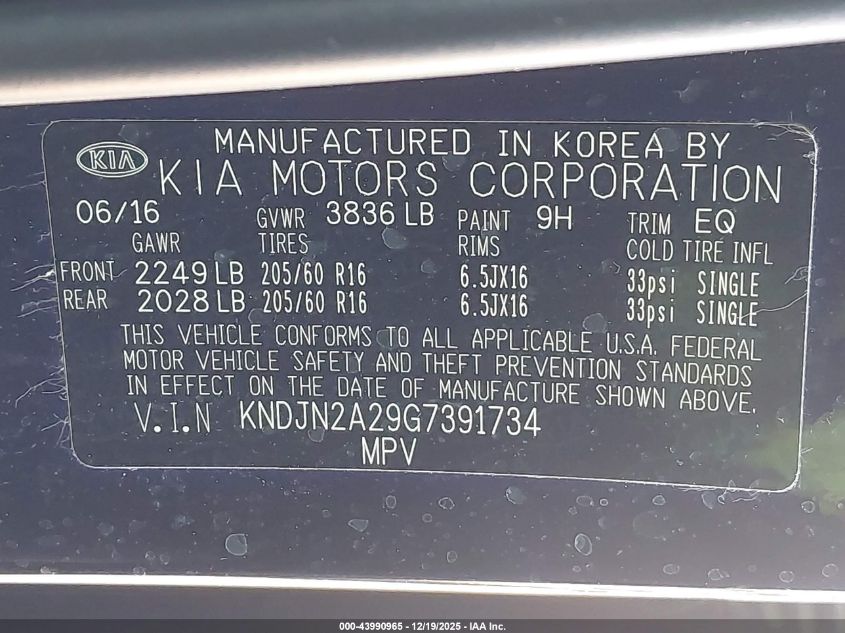 MANUFACTURED IN KOREA BY
KIA KIA MOTORS CORPORATION
06/16 GVWR 3836 LB PAINT 9H TRIM EQ
GAWR TIRES RIMS COLD TIRE INFL
FRONT 2249 LB 205/60 R16 6.5JX16 33psi SINGLE
REAR 2028 LB 205/60 R16 6.5JX16 33psi SINGLE
THIS VEHICLE CONFORMS TO ALL APPLICABLE U.S.A. FEDERAL
MOTOR VEHICLE SAFETY AND THEFT PREVENTION STANDARDS
IN EFFECT ON THE DATE OF MANUFACTURE SHOWN ABOVE.
V.I.N KNDJN2A29G7391734
MPV
000-43990965 - 12/19/2025 - IAA Inc.